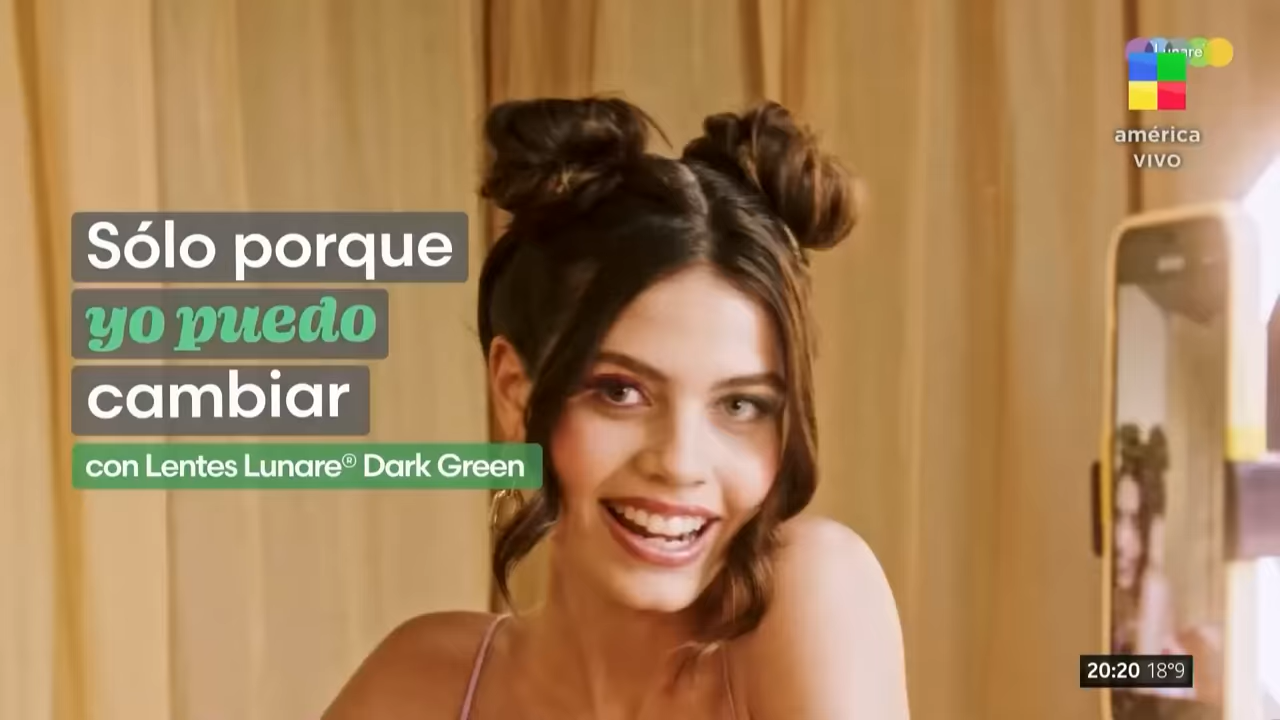 Sólo porque
yo puedo
cambiar
con Lentes Lunare® Dark Green
Lunare
américa
VIVO
20:20 18°9